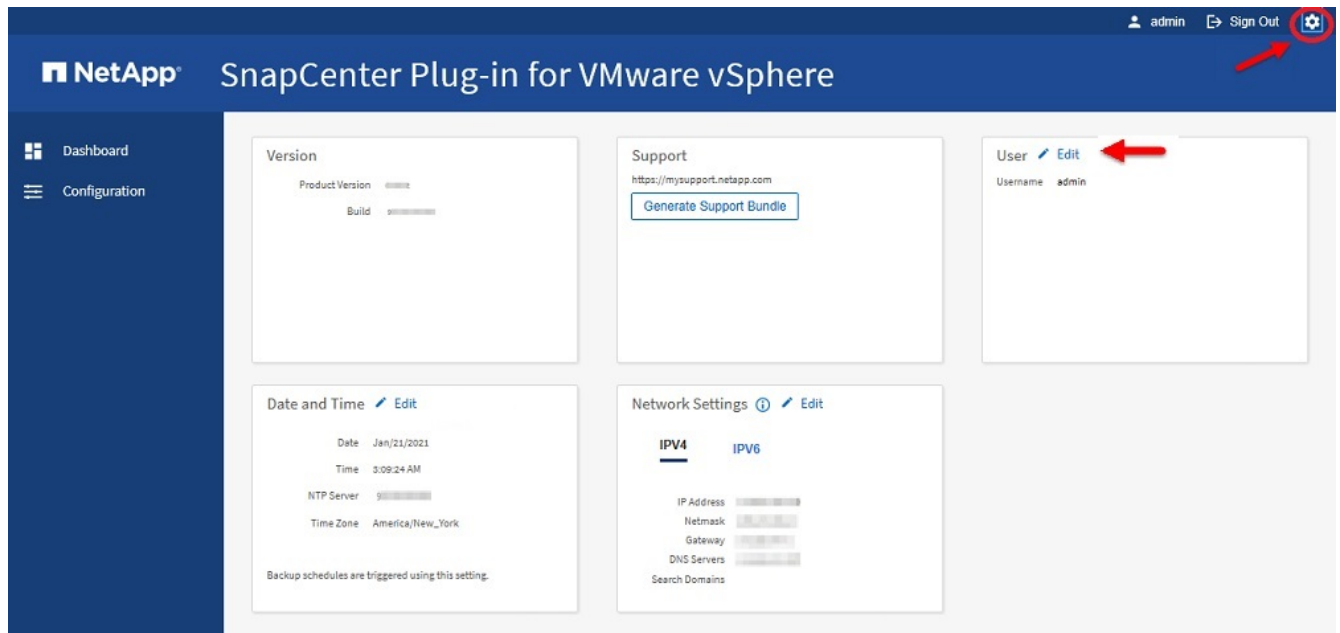 admin Sign Out
NetApp® SnapCenter Plug-in for VMware vSphere
Dashboard
Configuration
Version
Product Version
Build
Support
https://mysupport.netapp.com
Generate Support Bundle
User Edit
Username admin
Date and Time Edit
Date Jan/21/2021
Time 3:09:24 AM
NTP Server
Time Zone America/New_York
Backup schedules are triggered using this setting.
Network Settings Edit
IPV4 IPV6
IP Address
Netmask
Gateway
DNS Servers
Search Domains